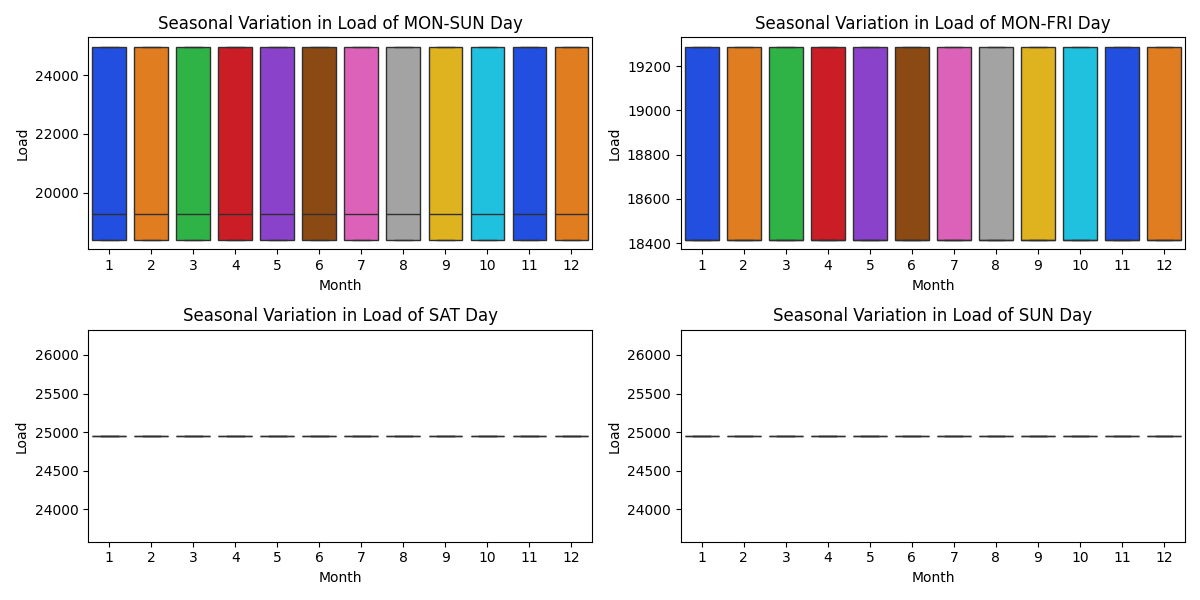 Seasonal Variation in Load of MON-SUN Day
Load
24000
22000
20000
1 2 3 4 5 6 7 8 9 10 11 12
Month
Seasonal Variation in Load of MON-FRI Day
Load
19200
19000
18800
18600
18400
1 2 3 4 5 6 7 8 9 10 11 12
Month
Seasonal Variation in Load of SAT Day
Load
26000
25500
25000
24500
24000
1 2 3 4 5 6 7 8 9 10 11 12
Month
Seasonal Variation in Load of SUN Day
Load
26000
25500
25000
24500
24000
1 2 3 4 5 6 7 8 9 10 11 12
Month